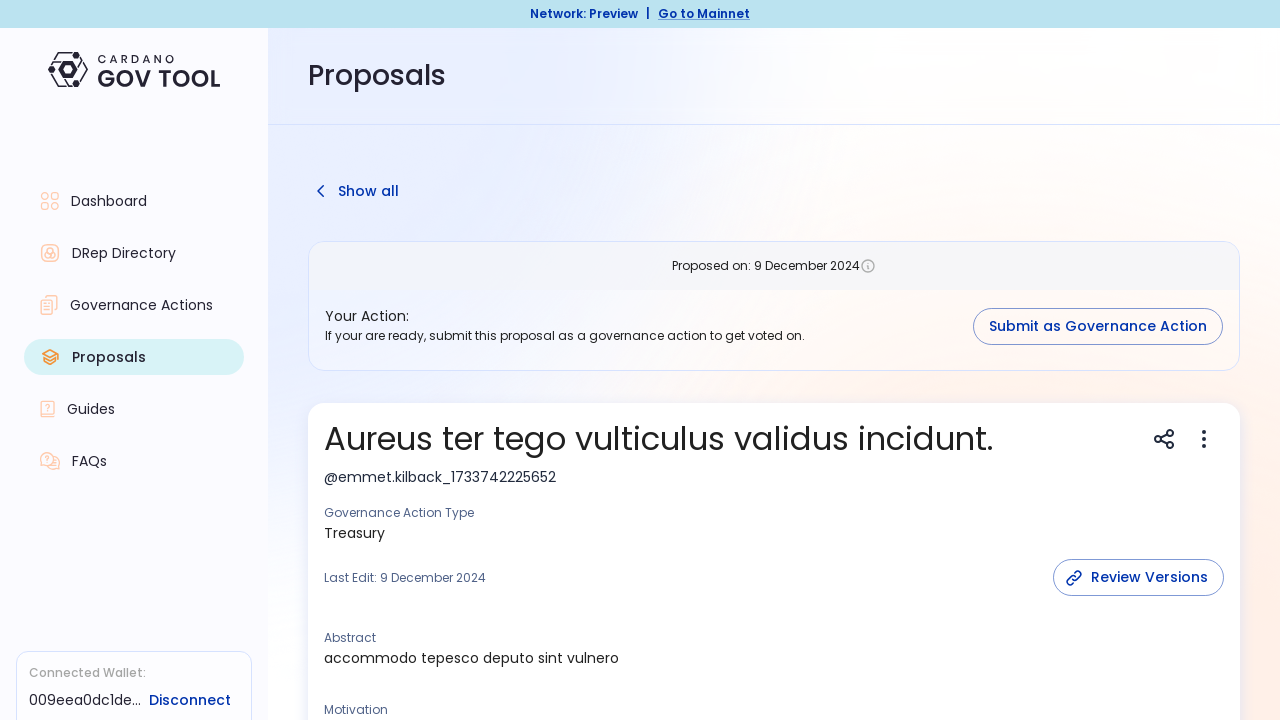 Network: Preview | Go to Mainnet
CARDANO
GOV TOOL
Proposals
Dashboard
DRep Directory
Governance Actions
Proposals
Guides
FAQs
Connected Wallet:
009eea0dc1de... Disconnect
Show all
Proposed on: 9 December 2024
Your Action:
If your are ready, submit this proposal as a governance action to get voted on.
Submit as Governance Action
Aureus ter tego vulticulus validus incidunt.
@emmet.kilback_1733742225652
Governance Action Type
Treasury
Last Edit: 9 December 2024
Review Versions
Abstract
accommodo tepesco deputo sint vulnero
Motivation